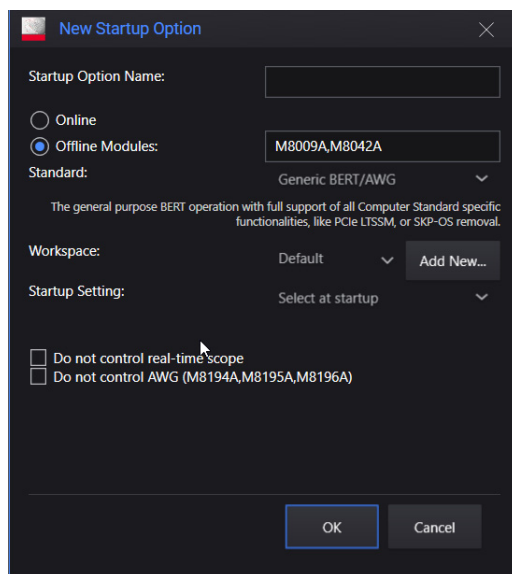 New Startup Option
Startup Option Name:
Online
Offline Modules:
M8009A,M8042A
Standard:
Generic BERT/AWG
The general purpose BERT operation with full support of all Computer Standard specific
functionalities, like PCIe LTSSM, or SKP-OS removal.
Workspace:
Default
Add New...
Startup Setting:
Select at startup
Do not control real-time scope
Do not control AWG (M8194A,M8195A,M8196A)
OK
Cancel